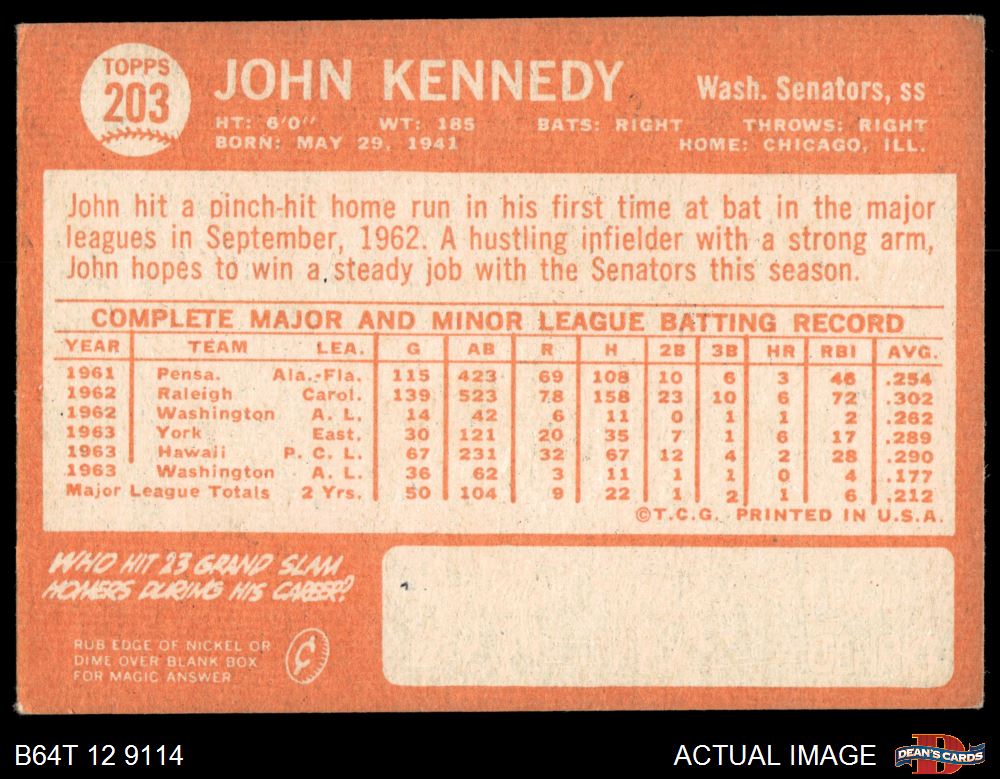 TOPPS
203
JOHN KENNEDY
Wash. Senators, ss
HT: 6'0" WT: 185 BATS: RIGHT THROWS: RIGHT
BORN: MAY 29, 1941 HOME: CHICAGO, ILL.
John hit a pinch-hit home run in his first time at bat in the major
leagues in September, 1962. A hustling infielder with a strong arm,
John hopes to win a steady job with the Senators this season.
COMPLETE MAJOR AND MINOR LEAGUE BATTING RECORD
YEAR TEAM LEA. G AB R H 2B 3B HR RBI AVG.
1961 Pensa. Ala.-Fla. 115 423 69 108 10 6 3 46 .254
1962 Raleigh Carol. 139 523 78 158 23 10 6 72 .302
1962 Washington A. L. 14 42 6 11 0 1 1 2 .262
1963 York East. 30 121 20 35 7 1 6 17 .289
1963 Hawaii P. C. L. 67 231 32 67 12 4 2 28 .290
1963 Washington A. L. 36 62 3 11 1 1 0 4 .177
Major League Totals 2 Yrs. 50 104 9 22 1 2 1 6 .212
©T.C.G. PRINTED IN U.S.A.
WHO HIT 23 GRAND SLAM
HOMERS DURING HIS CAREER?
RUB EDGE OF NICKEL OR
DIME OVER BLANK BOX
FOR MAGIC ANSWER
¢
B64T 12 9114
ACTUAL IMAGE
D
DEAN'S CARDS